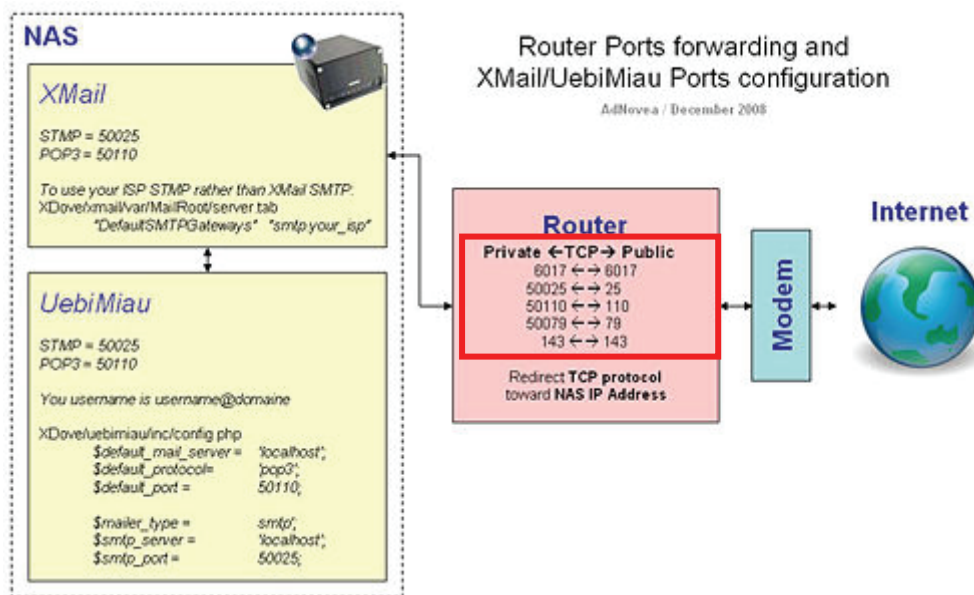 NAS
XMail
STMP = 50025
POP3 = 50110
To use your ISP STMP rather than XMail SMTP:
XDove/xmail/var/MailRoot/server.tab
"DefaultSMTPGateways" "smtp.your_isp"
UebiMiau
STMP = 50025
POP3 = 50110
You username is username@domaine
XDove/uebimiau/inc/config.php
$default_mail_server = 'localhost';
$default_protocol= 'pop3';
$default_port = 50110;
$mailer_type = smtp';
$smtp_server = 'localhost';
$smtp_port = 50025;
Router Ports forwarding and
XMail/UebiMiau Ports configuration
AdNovea / December 2008
Router
Private ←TCP→ Public
6017 ←→ 6017
50025 ←→ 25
50110 ←→ 110
50079 ←→ 79
143 ←→ 143
Redirect TCP protocol
toward NAS IP Address
Modem
Internet